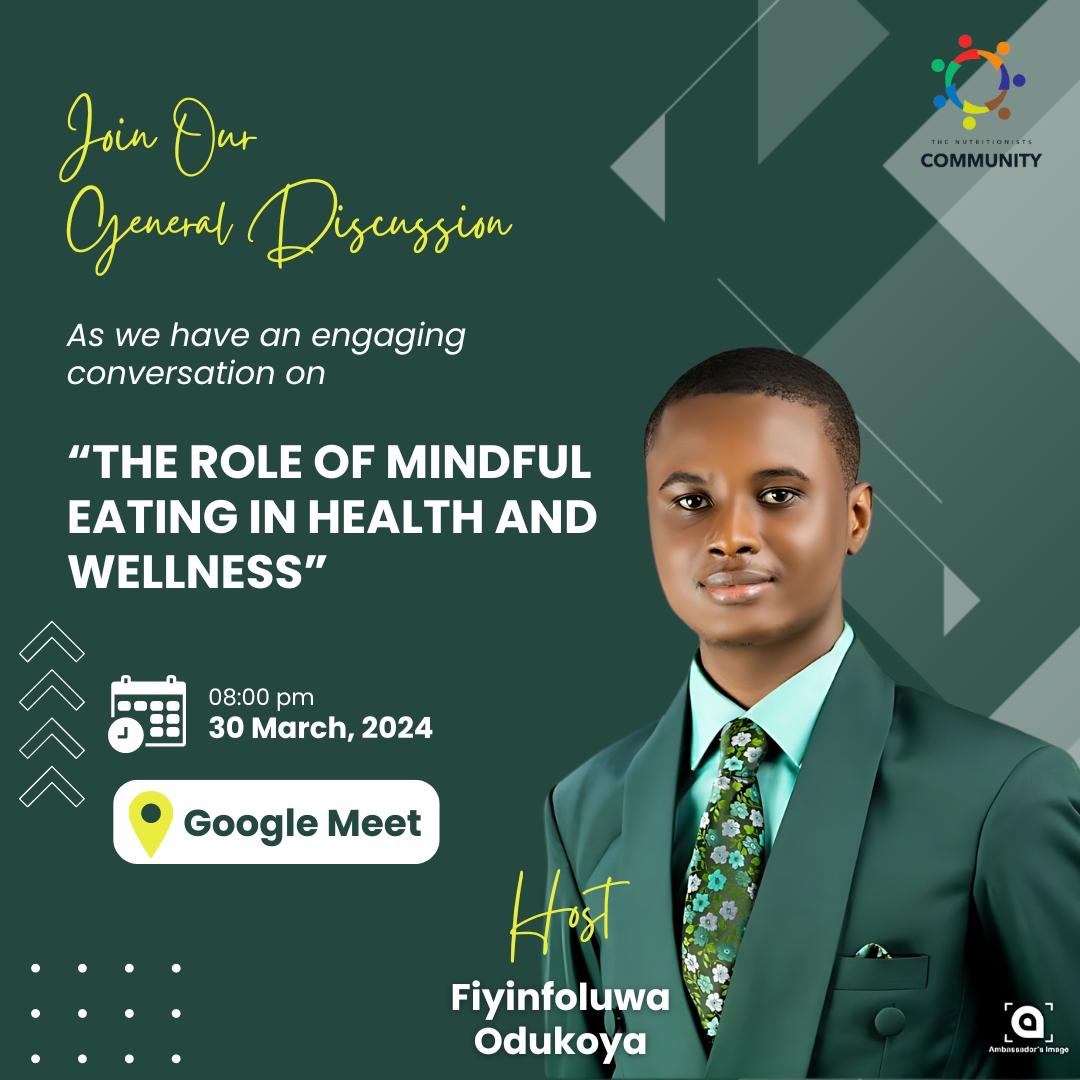 THE NUTRITIONISTS
COMMUNITY
Join Our
General Discussion
As we have an engaging
conversation on
“THE ROLE OF MINDFUL
EATING IN HEALTH AND
WELLNESS”
08:00 pm
30 March, 2024
Google Meet
Host
Fiyinfoluwa
Odukoya
Ambassador's Image